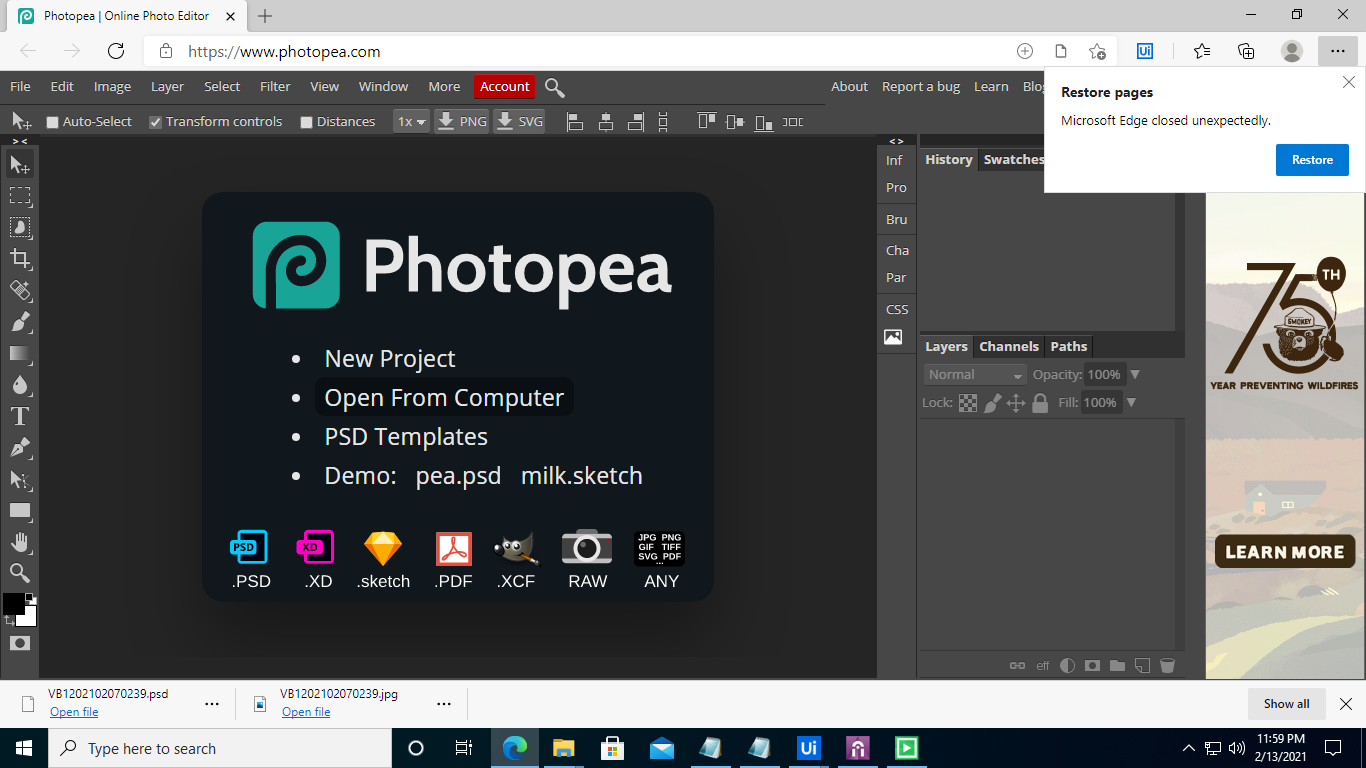 Photopea | Online Photo Editor
https://www.photopea.com
Ui
File Edit Image Layer Select Filter View Window More Account
About Report a bug Learn Blog
Restore pages
Microsoft Edge closed unexpectedly.
Restore
Auto-Select Transform controls Distances 1x PNG SVG
> <
< >
Inf
Pro
Bru
Cha
Par
CSS
History Swatches
Photopea
New Project
Open From Computer
PSD Templates
Demo: pea.psd milk.sketch
PSD
XD
JPG PNG
GIF TIFF
SVG PDF
...
.PSD .XD .sketch .PDF .XCF RAW ANY
Layers Channels Paths
Normal Opacity: 100%
Lock: Fill: 100%
eff
75TH
SMOKEY
YEAR PREVENTING WILDFIRES
LEARN MORE
VB1202102070239.psd
Open file
VB1202102070239.jpg
Open file
Show all
Type here to search
Ui
11:59 PM
2/13/2021